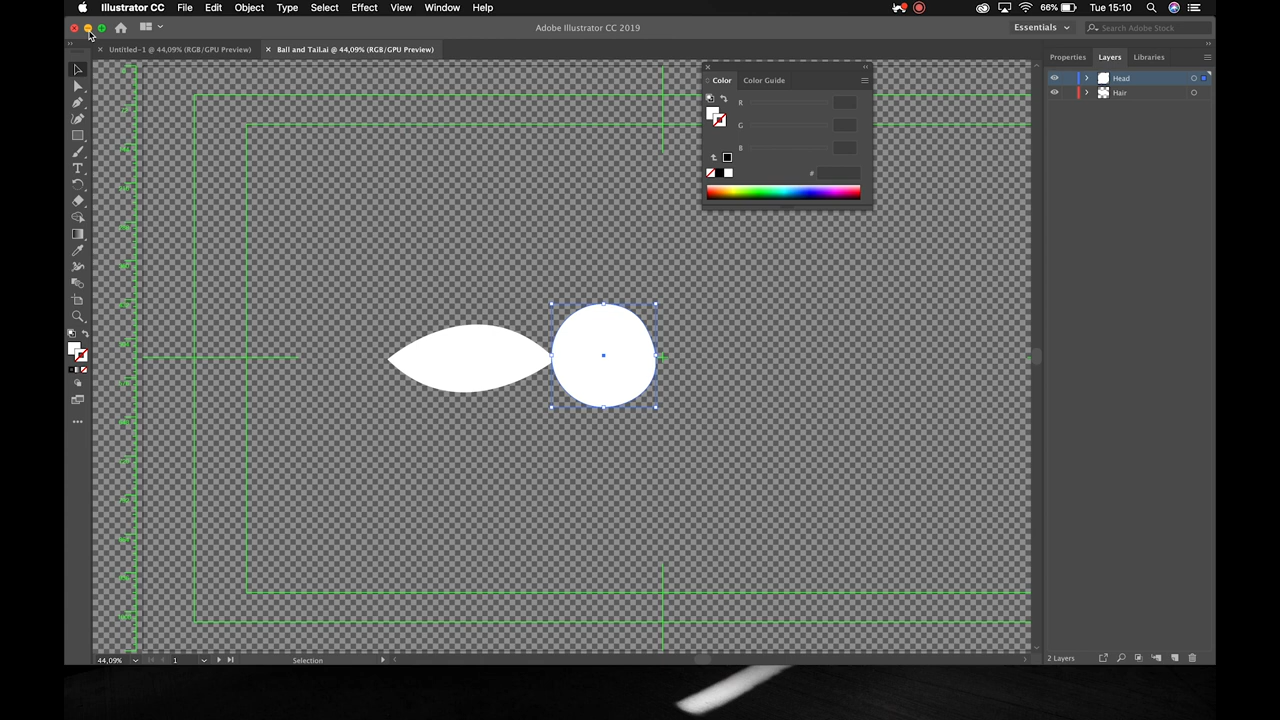 Illustrator CC File Edit Object Type Select Effect View Window Help 66% Tue 15:10
Adobe Illustrator CC 2019 Essentials Search Adobe Stock
Untitled-1 @ 44,09% (RGB/GPU Preview) Ball and Tail.ai @ 44,09% (RGB/GPU Preview)
Properties Layers Libraries
Color Color Guide
Head
Hair
R
G
B
#
44,09% 1 Selection 2 Layers